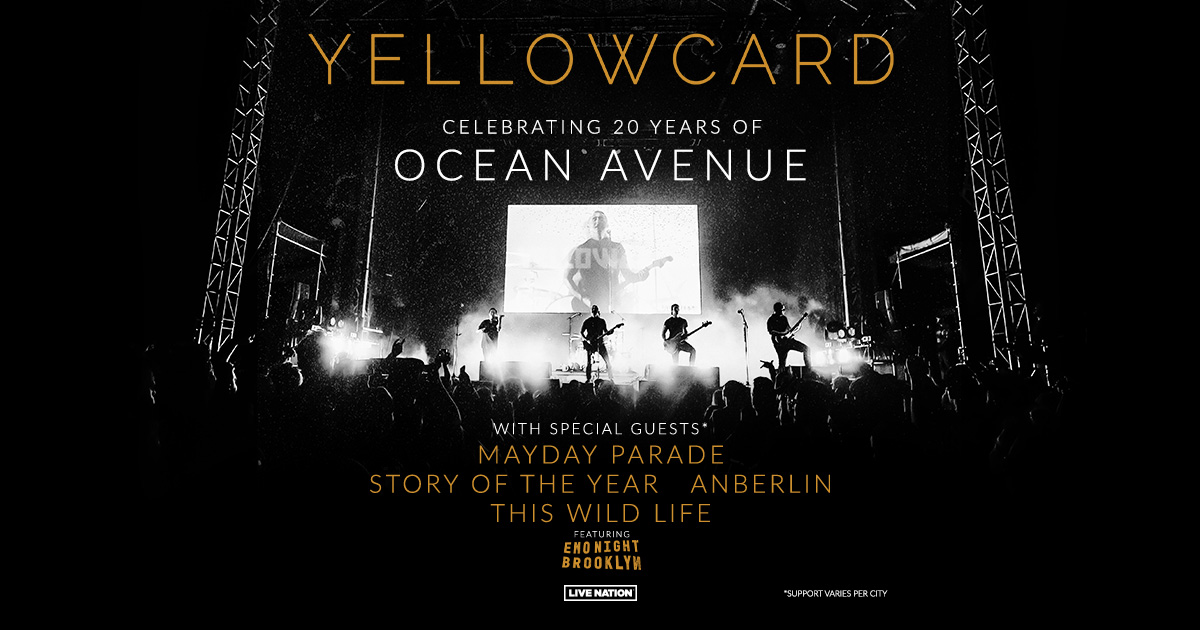 YELLOWCARD
CELEBRATING 20 YEARS OF
OCEAN AVENUE
WITH SPECIAL GUESTS*
MAYDAY PARADE
STORY OF THE YEAR ANBERLIN
THIS WILD LIFE
FEATURING
EMO NIGHT
BROOKLYN
LIVE NATION
*SUPPORT VARIES PER CITY